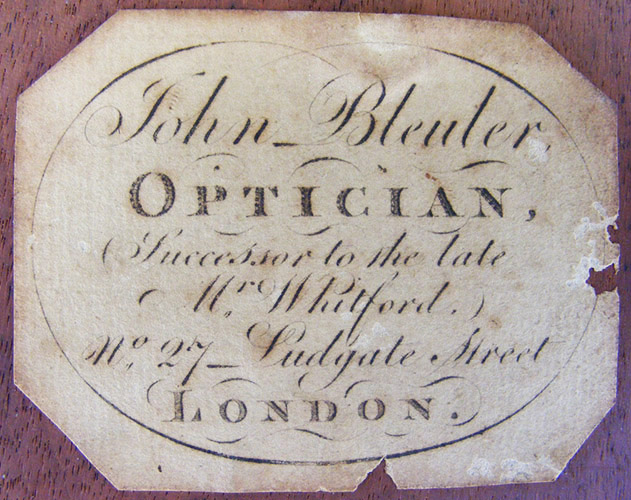 John Bleuler,
OPTICIAN,
(Successor to the late
Mr. Whitford.)
No. 27 Ludgate Street
LONDON.